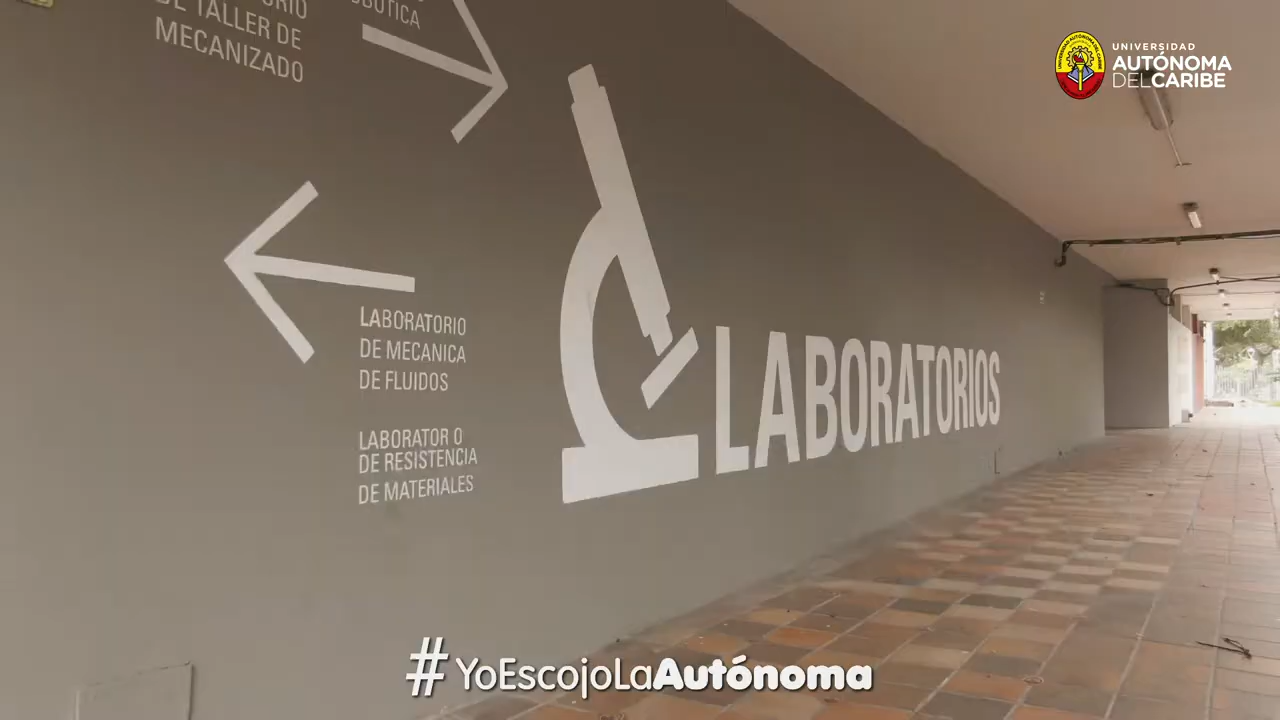 DE TALLER DE
MECANIZADO
LABORATORIO
DE MECANICA
DE FLUIDOS
LABORATOR O
DE RESISTENCIA
DE MATERIALES
LABORATORIOS
UNIVERSIDAD
AUTÓNOMA
DELCARIBE
#YoEscojoLaAutónoma